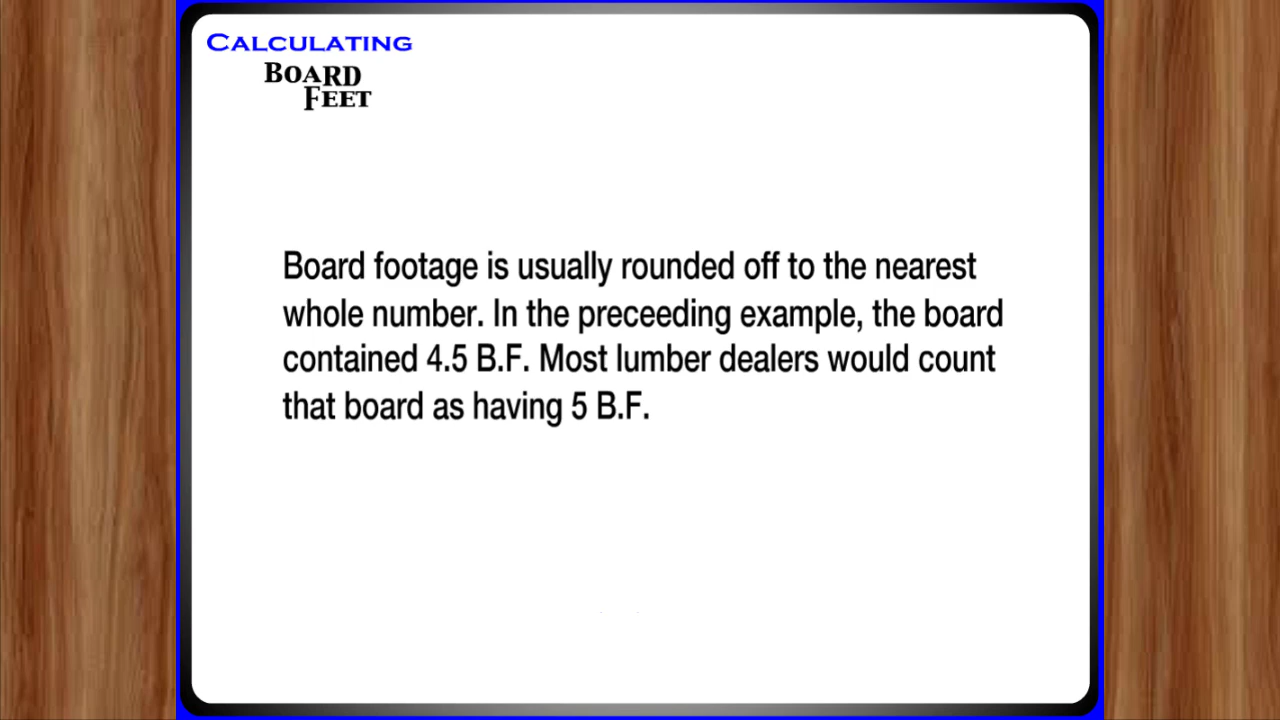 Calculating
Board
Feet
Board footage is usually rounded off to the nearest
whole number. In the preceeding example, the board
contained 4.5 B.F. Most lumber dealers would count
that board as having 5 B.F.